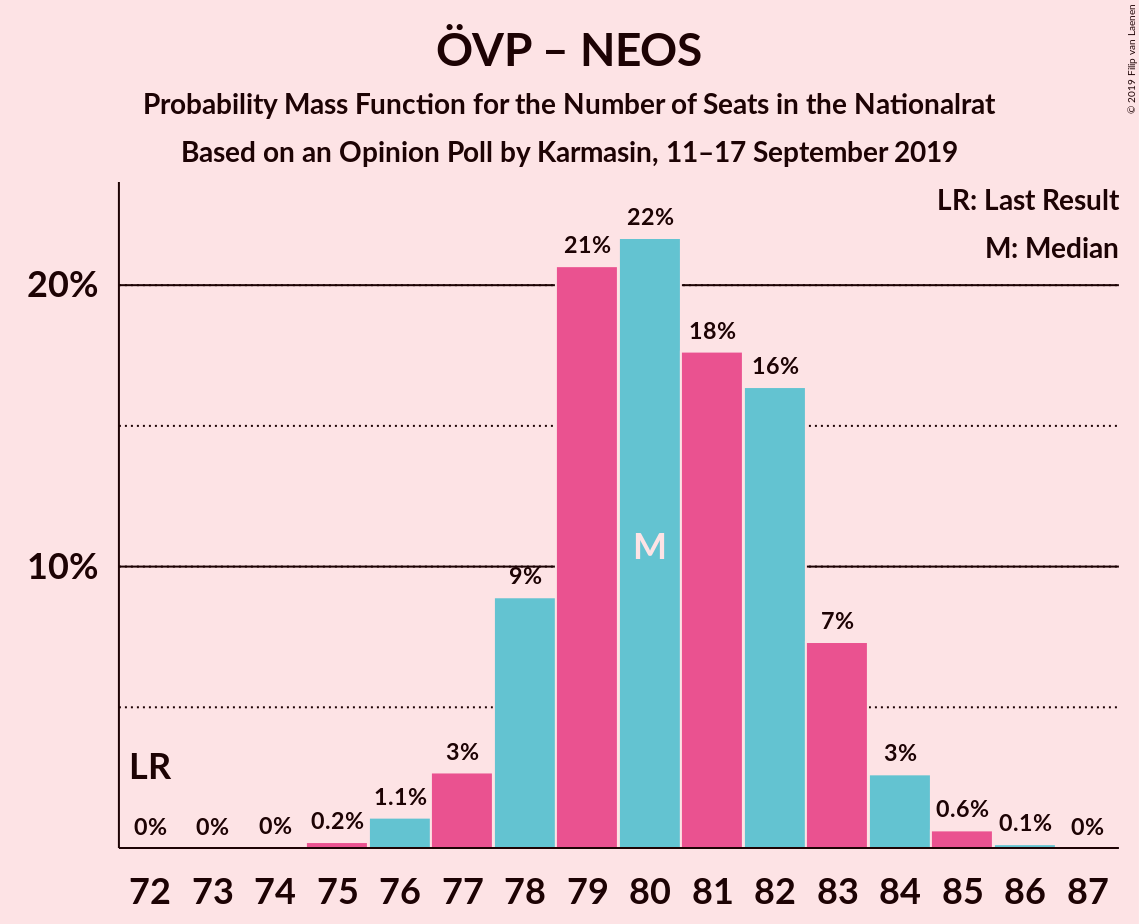 ÖVP – NEOS
Probability Mass Function for the Number of Seats in the Nationalrat
Based on an Opinion Poll by Karmasin, 11–17 September 2019
© 2019 Filip van Laenen
LR: Last Result
M: Median
20%
10%
22%
21%
18%
16%
M
9%
7%
LR
3%
3%
1.1%
0.6%
0% 0% 0% 0.2% 0.1% 0%
72 73 74 75 76 77 78 79 80 81 82 83 84 85 86 87